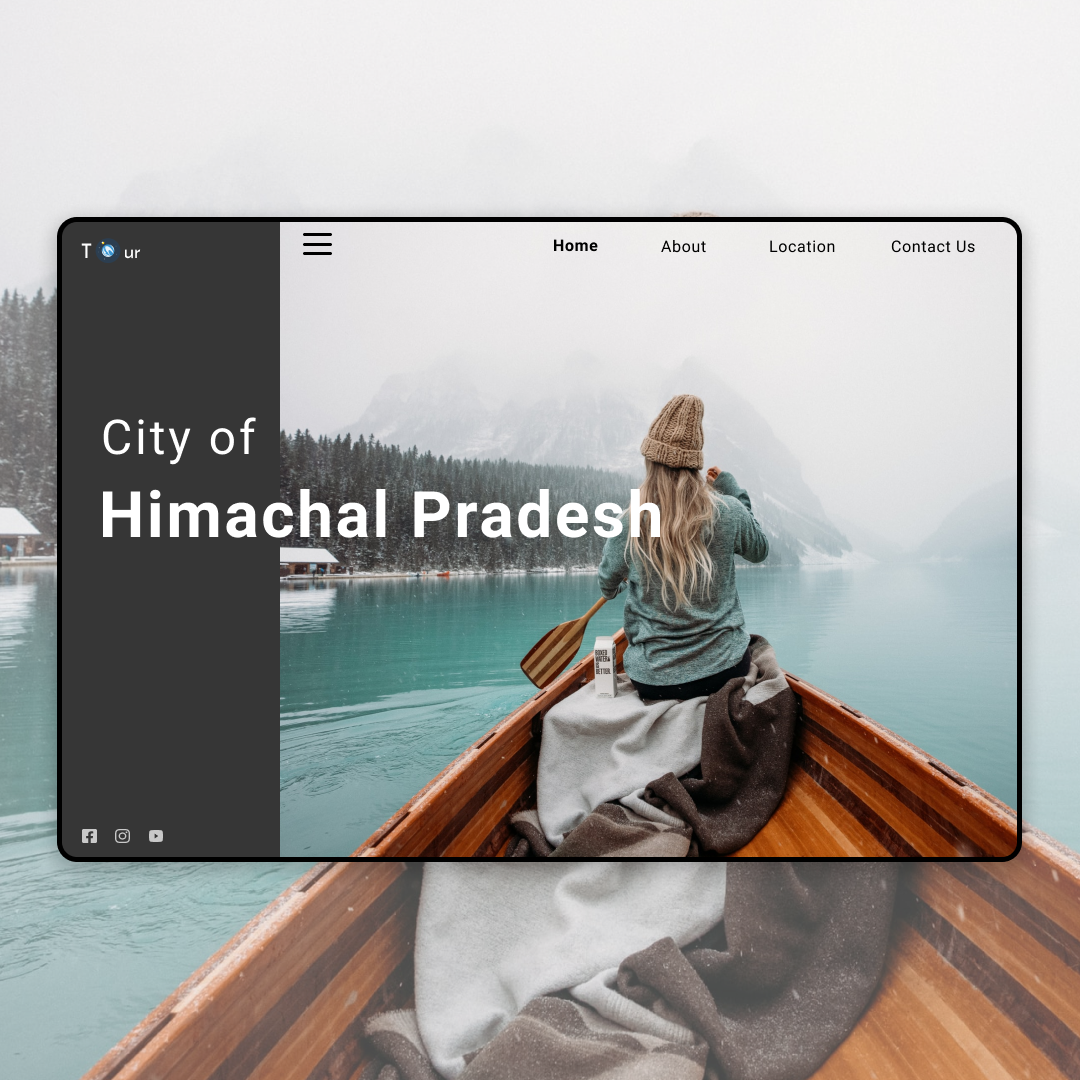 T ur
Home About Location Contact Us
City of
Himachal Pradesh
BOXED
WATER
IS
BETTER.